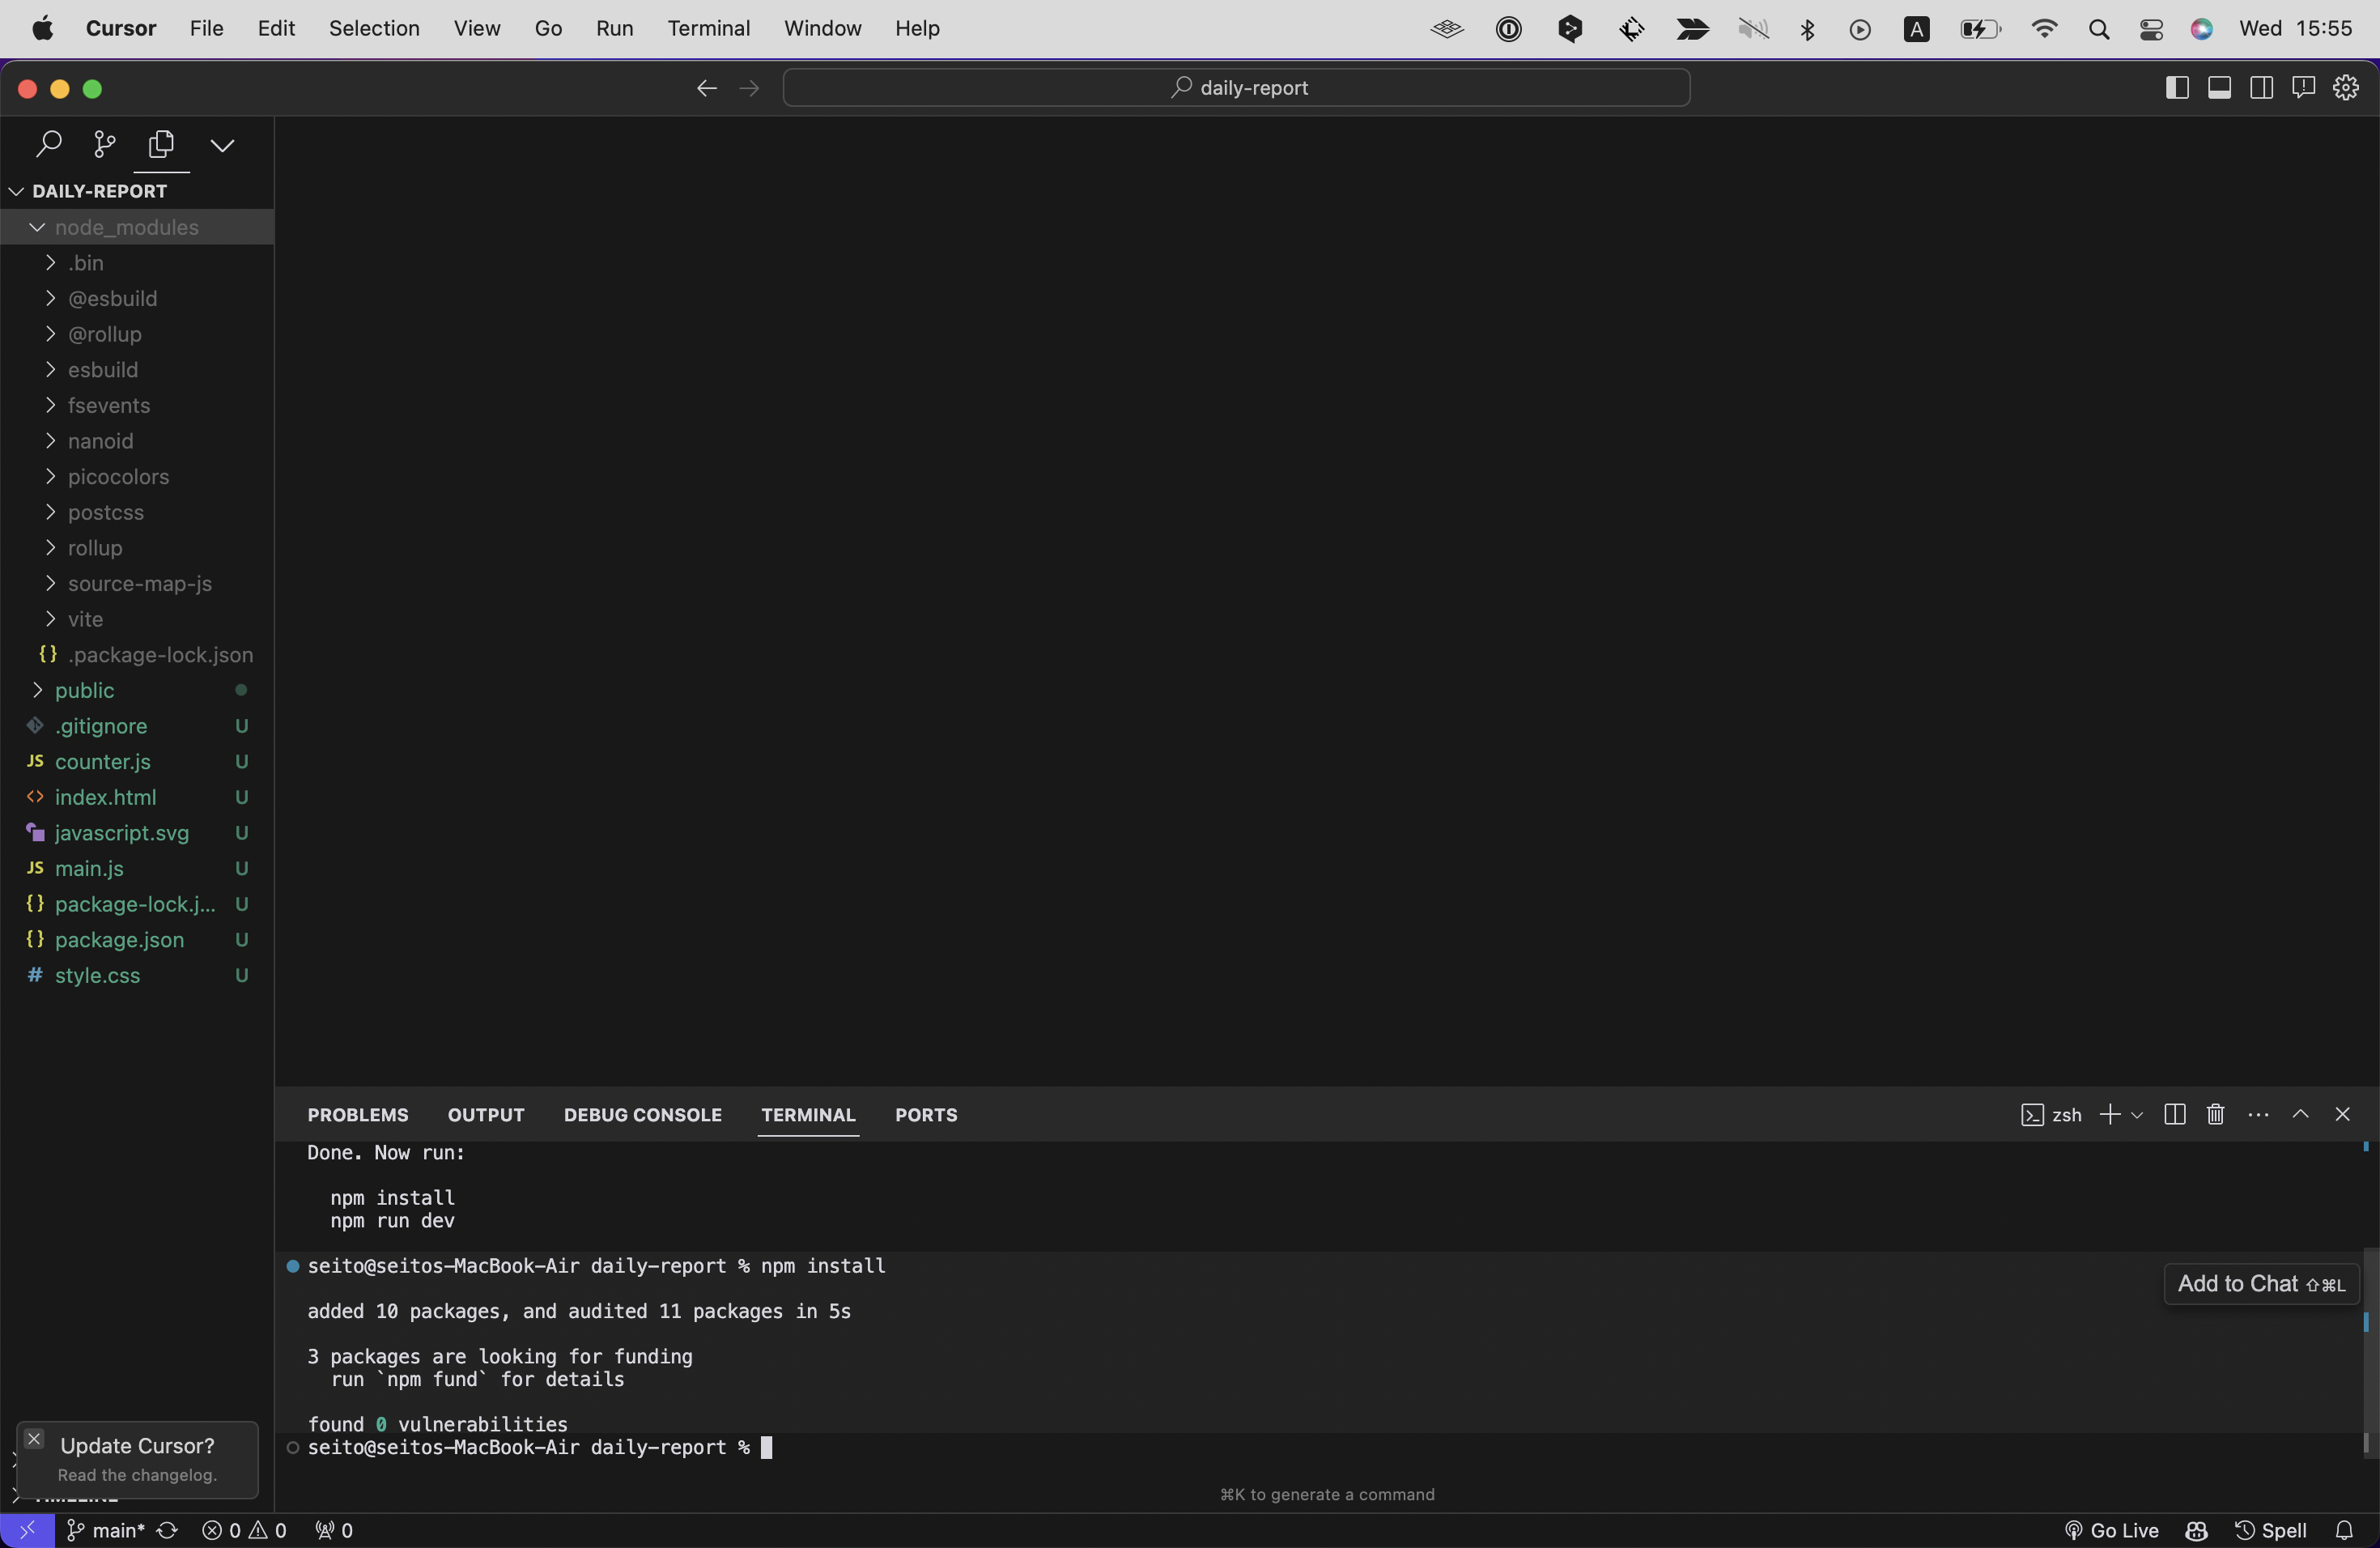 Cursor File Edit Selection View Go Run Terminal Window Help A Wed 15:55
daily-report
DAILY-REPORT
node_modules
.bin
@esbuild
@rollup
esbuild
fsevents
nanoid
picocolors
postcss
rollup
source-map-js
vite
{} .package-lock.json
public
.gitignore U
JS counter.js U
<> index.html U
javascript.svg U
JS main.js U
{} package-lock.j... U
{} package.json U
# style.css U
PROBLEMS OUTPUT DEBUG CONSOLE TERMINAL PORTS zsh
Done. Now run:
npm install
npm run dev
seito@seitos-MacBook-Air daily-report % npm install
Add to Chat ⇧⌘L
added 10 packages, and audited 11 packages in 5s
3 packages are looking for funding
run `npm fund` for details
found 0 vulnerabilities
seito@seitos-MacBook-Air daily-report %
Update Cursor?
Read the changelog.
TIMELINE
⌘K to generate a command
main* 0 0 0 Go Live Spell